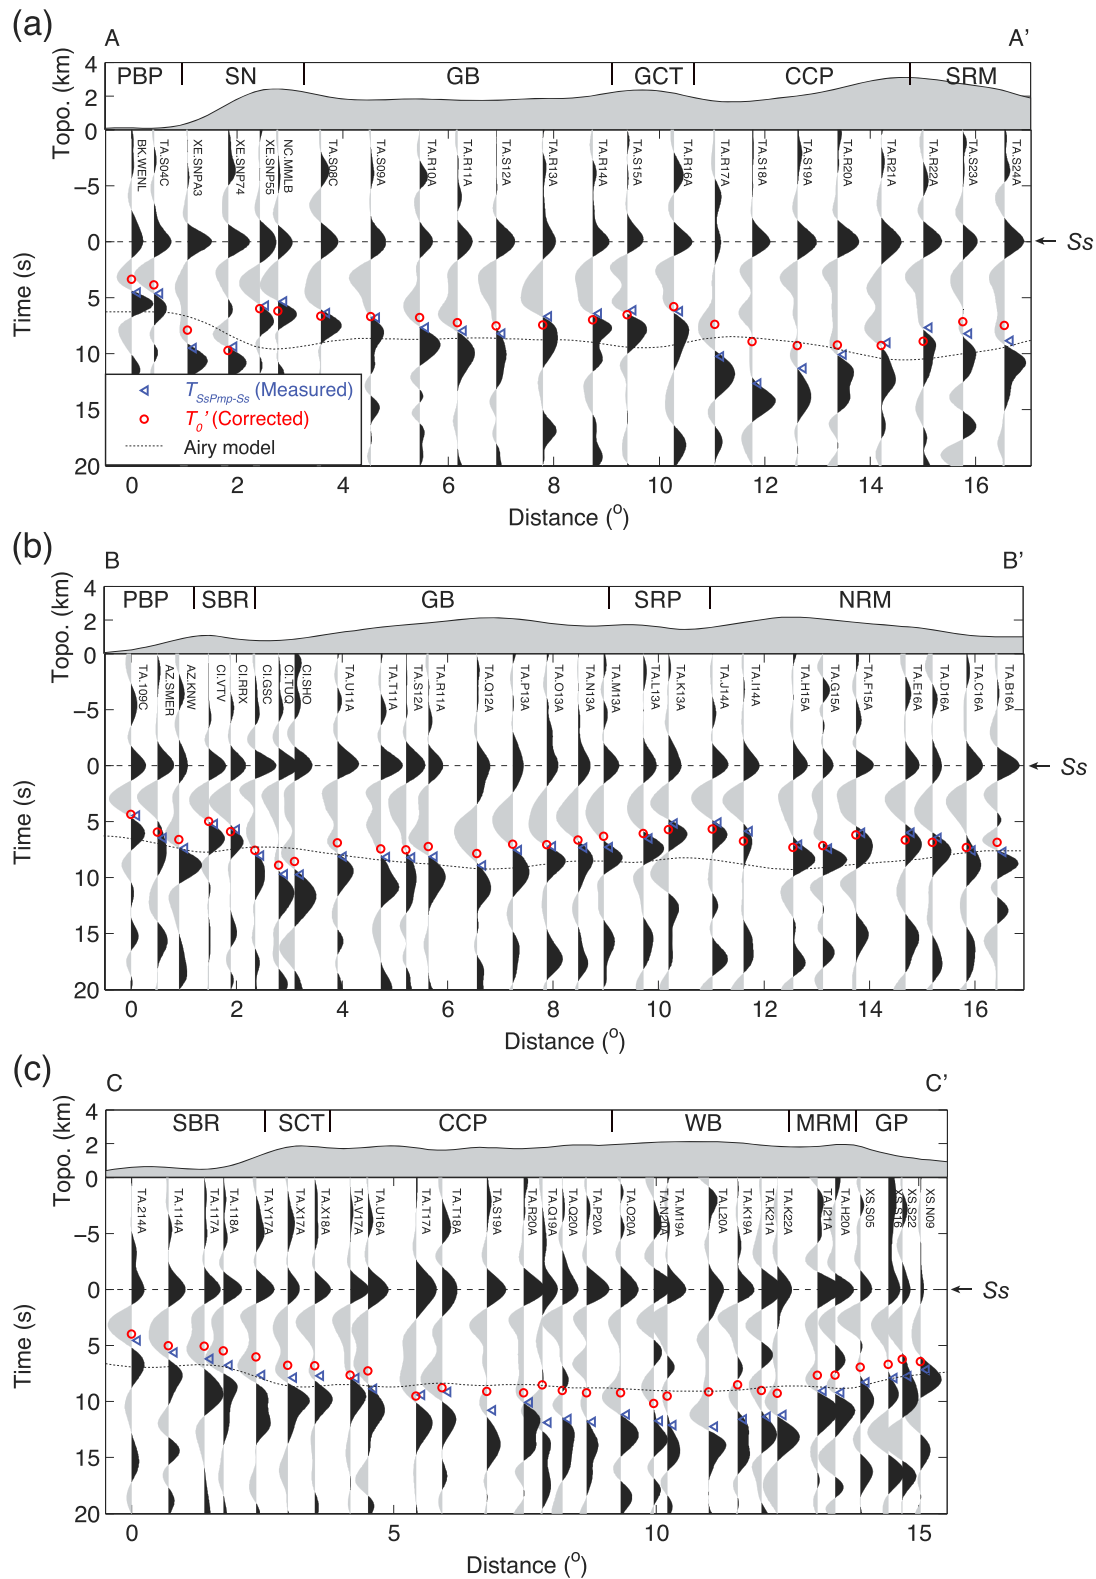 (a)
A A'
PBP SN GB GCT CCP SRM
Topo. (km)
4
2
0
BK.WENL TA.S04C XE.SNPA3 XE.SNP74 XE.SNP55 NC.MMLB TA.S08C TA.S09A TA.R10A TA.R11A TA.S12A TA.R13A TA.R14A TA.S15A TA.R16A TA.R17A TA.S18A TA.S19A TA.R20A TA.R21A TA.R22A TA.S23A TA.S24A
Time (s)
−5
0
5
10
15
20
Ss
T_SsPmp-Ss (Measured)
T_0' (Corrected)
Airy model
0 2 4 6 8 10 12 14 16
Distance (°)
(b)
B B'
PBP SBR GB SRP NRM
Topo. (km)
4
2
0
TA.109C AZ.SMER AZ.KNW CI.VTV CI.RRX CI.GSC CI.TUQ CI.SHO TA.U11A TA.T11A TA.S12A TA.R11A TA.Q12A TA.P13A TA.O13A TA.N13A TA.M13A TA.L13A TA.K13A TA.J14A TA.I14A TA.H15A TA.G15A TA.F15A TA.E16A TA.D16A TA.C16A TA.B16A
Time (s)
−5
0
5
10
15
20
Ss
0 2 4 6 8 10 12 14 16
Distance (°)
(c)
C C'
SBR SCT CCP WB MRM GP
Topo. (km)
4
2
0
TA.214A TA.114A TA.117A TA.118A TA.Y17A TA.X17A TA.X18A TA.V17A TA.U16A TA.T17A TA.T18A TA.S19A TA.R20A TA.Q19A TA.Q20A TA.P20A TA.O20A TA.N20A TA.M19A TA.L20A TA.K19A TA.K21A TA.K22A TA.I21A TA.H20A XS.S05 XS.S16 XS.S22 XS.N09
Time (s)
−5
0
5
10
15
20
Ss
0 5 10 15
Distance (°)